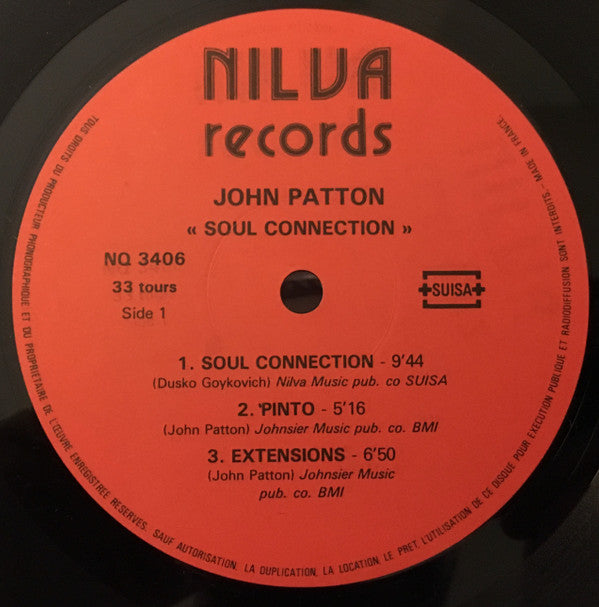 NILVA
records
JOHN PATTON
« SOUL CONNECTION »
NQ 3406
33 tours
Side 1
SUISA
1. SOUL CONNECTION - 9'44
(Dusko Goykovich) Nilva Music pub. co SUISA
2. 'PINTO - 5'16
(John Patton) Johnsier Music pub. co. BMI
3. EXTENSIONS - 6'50
(John Patton) Johnsier Music
pub. co. BMI
TOUS DROITS DU PRODUCTEUR PHONOGRAPHIQUE ET DU PROPRIETAIRE DE L'ŒUVRE ENREGISTREE RESERVES. SAUF AUTORISATION, LA DUPLICATION, LA LOCATION, LE PRET, L'UTILISATION DE CE DISQUE POUR EXECUTION PUBLIQUE ET RADIODIFFUSION SONT INTERDITS. - MADE IN FRANCE.